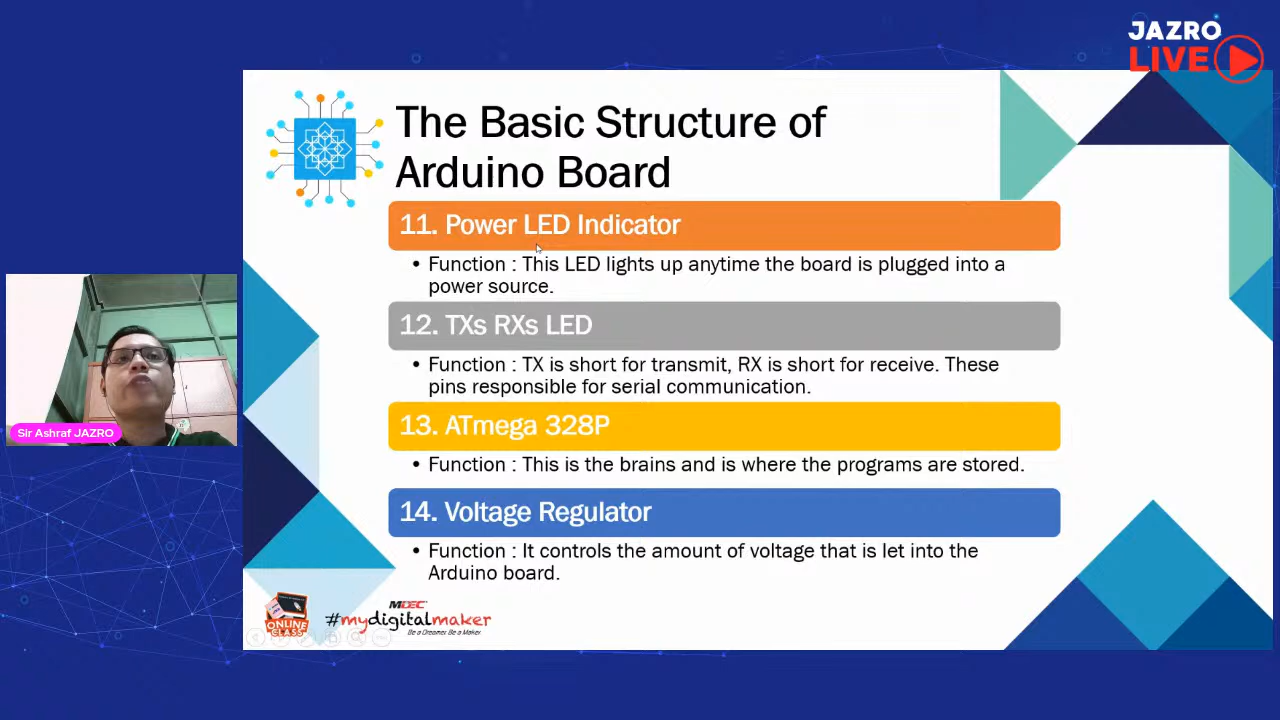 JAZRO
LIVE
The Basic Structure of
Arduino Board
11. Power LED Indicator
• Function : This LED lights up anytime the board is plugged into a
power source.
12. TXs RXs LED
• Function : TX is short for transmit, RX is short for receive. These
pins responsible for serial communication.
13. ATmega 328P
• Function : This is the brains and is where the programs are stored.
14. Voltage Regulator
• Function : It controls the amount of voltage that is let into the
Arduino board.
Sir Ashraf JAZRO
ONLINE
CLASS
MDEC
#mydigitalmaker
Be a Dreamer. Be a Maker